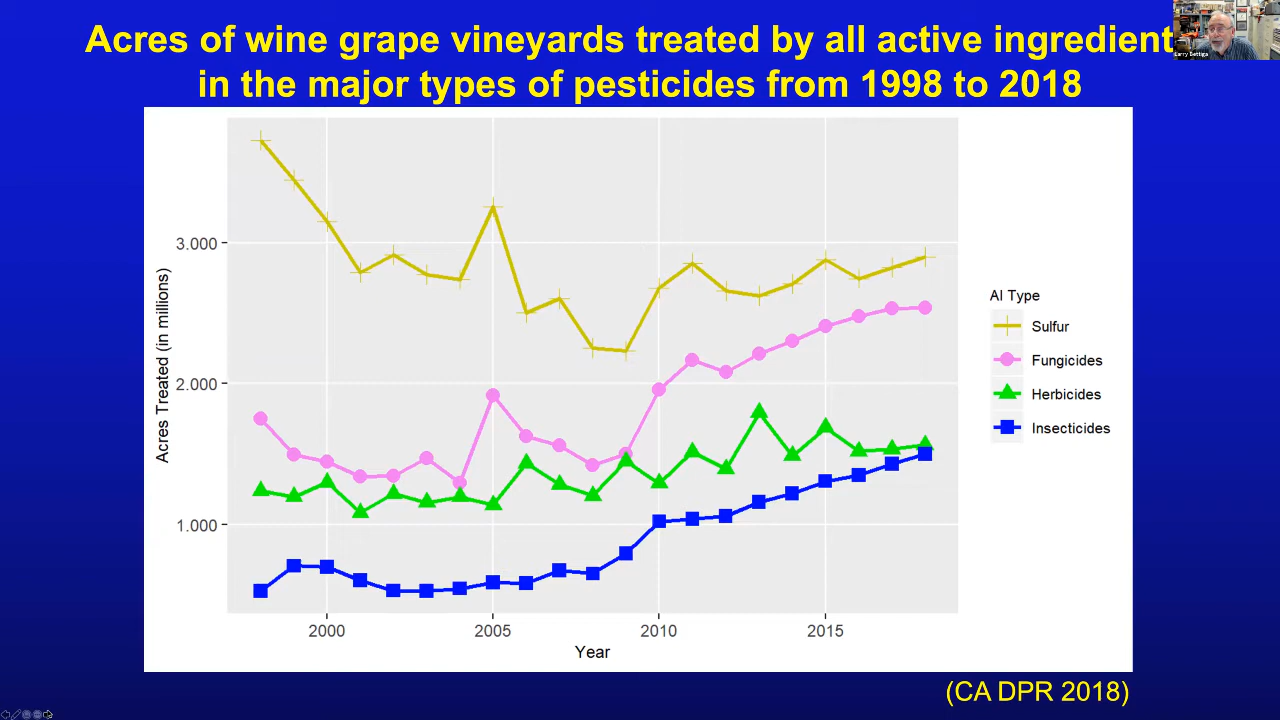 Acres of wine grape vineyards treated by all active ingredient
in the major types of pesticides from 1998 to 2018
Larry Bettiga
3.000
2.000
1.000
Acres Treated (in millions)
2000
2005
2010
2015
Year
AI Type
Sulfur
Fungicides
Herbicides
Insecticides
(CA DPR 2018)